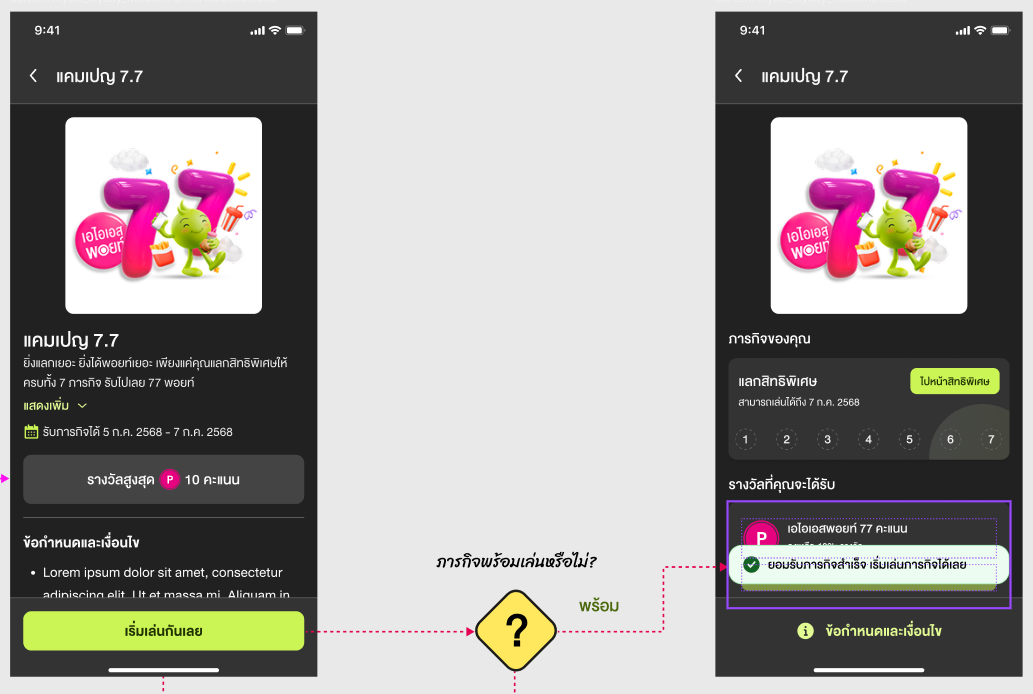 9:41
แคมเปญ 7.7
เอไอเอส
พอยท์
แคมเปญ 7.7
ยิ่งแลกเยอะ ยิ่งได้พอยท์เยอะ เพียงแค่คุณแลกสิทธิพิเศษให้
ครบทั้ง 7 ภารกิจ รับไปเลย 77 พอยท์
แสดงเพิ่ม
รับภารกิจได้ 5 ก.ค. 2568 - 7 ก.ค. 2568
รางวัลสูงสุด P 10 คะแนน
ข้อกำหนดและเงื่อนไข
• Lorem ipsum dolor sit amet, consectetur
adipiscing elit. Ut et massa mi. Aliquam in
เริ่มเล่นกันเลย
ภารกิจพร้อมเล่นหรือไม่?
?
พร้อม
9:41
แคมเปญ 7.7
เอไอเอส
พอยท์
ภารกิจของคุณ
แลกสิทธิพิเศษ
ไปหน้าสิทธิพิเศษ
สามารถเล่นได้ถึง 7 ก.ค. 2568
1 2 3 4 5 6 7
รางวัลที่คุณจะได้รับ
P เอไอเอสพอยท์ 77 คะแนน
ยอมรับภารกิจสำเร็จ เริ่มเล่นภารกิจได้เลย
ข้อกำหนดและเงื่อนไข